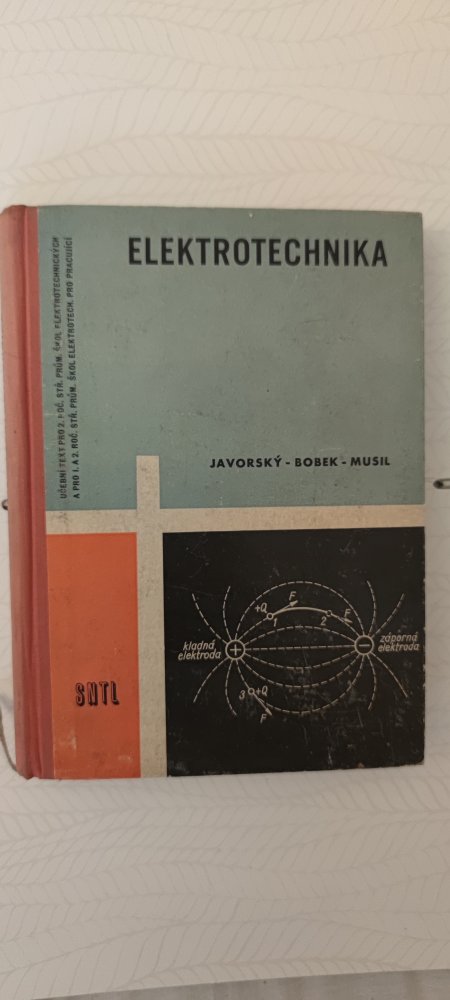 ELEKTROTECHNIKA
UČEBNÍ TEXT PRO 2. ROČ. STŘ. PRŮM. ŠKOL ELEKTROTECHNICKÝCH
A PRO 1. A 2. ROČ. STŘ. PRŮM. ŠKOL ELEKTROTECH. PRO PRACUJÍCÍ
JAVORSKÝ - BOBEK - MUSIL
+Q
F
1
2
F
kladná
elektroda
+
−
záporná
elektroda
3
+Q
F
SNTL